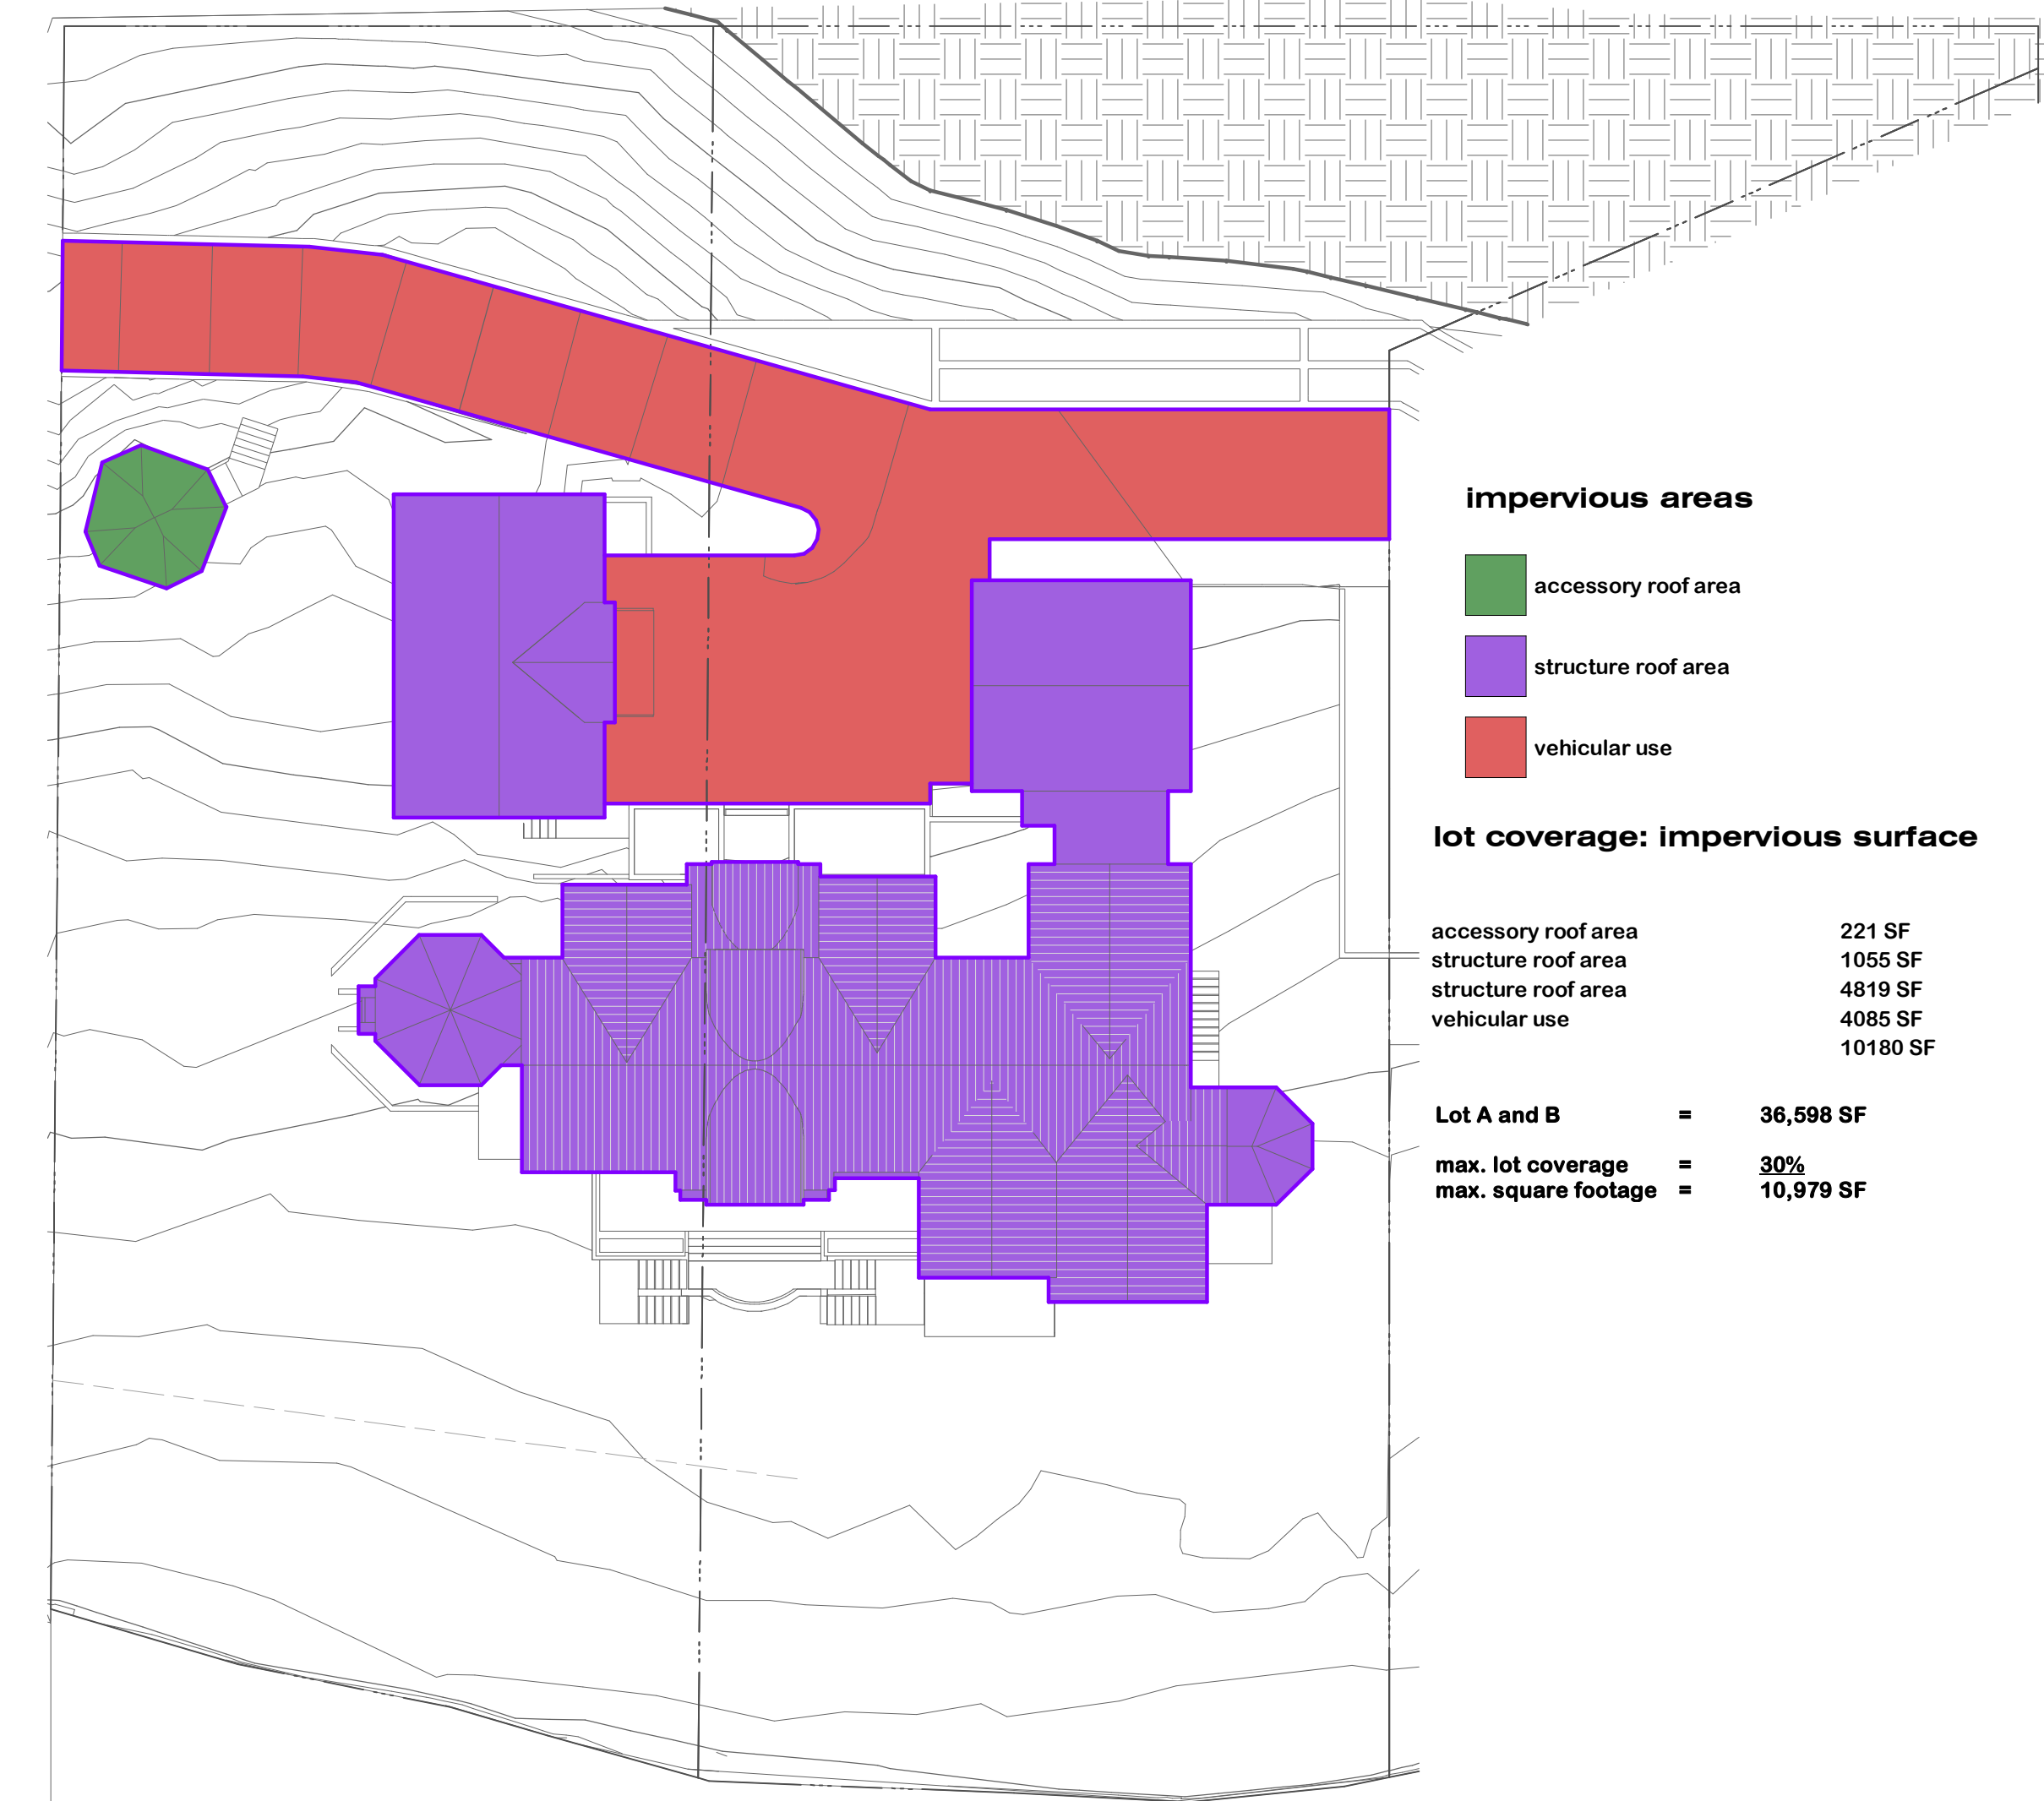 impervious areas
accessory roof area
structure roof area
vehicular use
lot coverage: impervious surface
accessory roof area 221 SF
structure roof area 1055 SF
structure roof area 4819 SF
vehicular use 4085 SF
10180 SF
Lot A and B = 36,598 SF
max. lot coverage = 30%
max. square footage = 10,979 SF